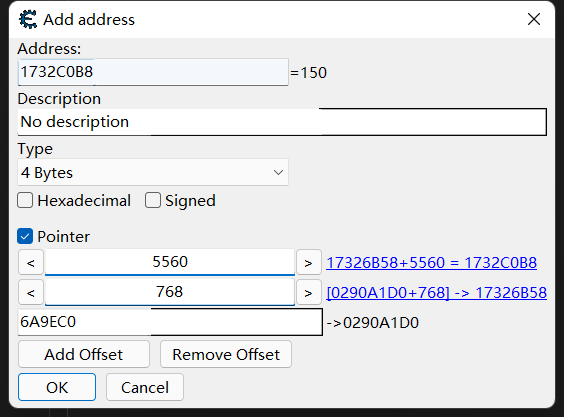 Add address
Address:
1732C0B8 =150
Description
No description
Type
4 Bytes
Hexadecimal Signed
Pointer
< 5560 > 17326B58+5560 = 1732C0B8
< 768 > [0290A1D0+768] -> 17326B58
6A9EC0 ->0290A1D0
Add Offset Remove Offset
OK Cancel